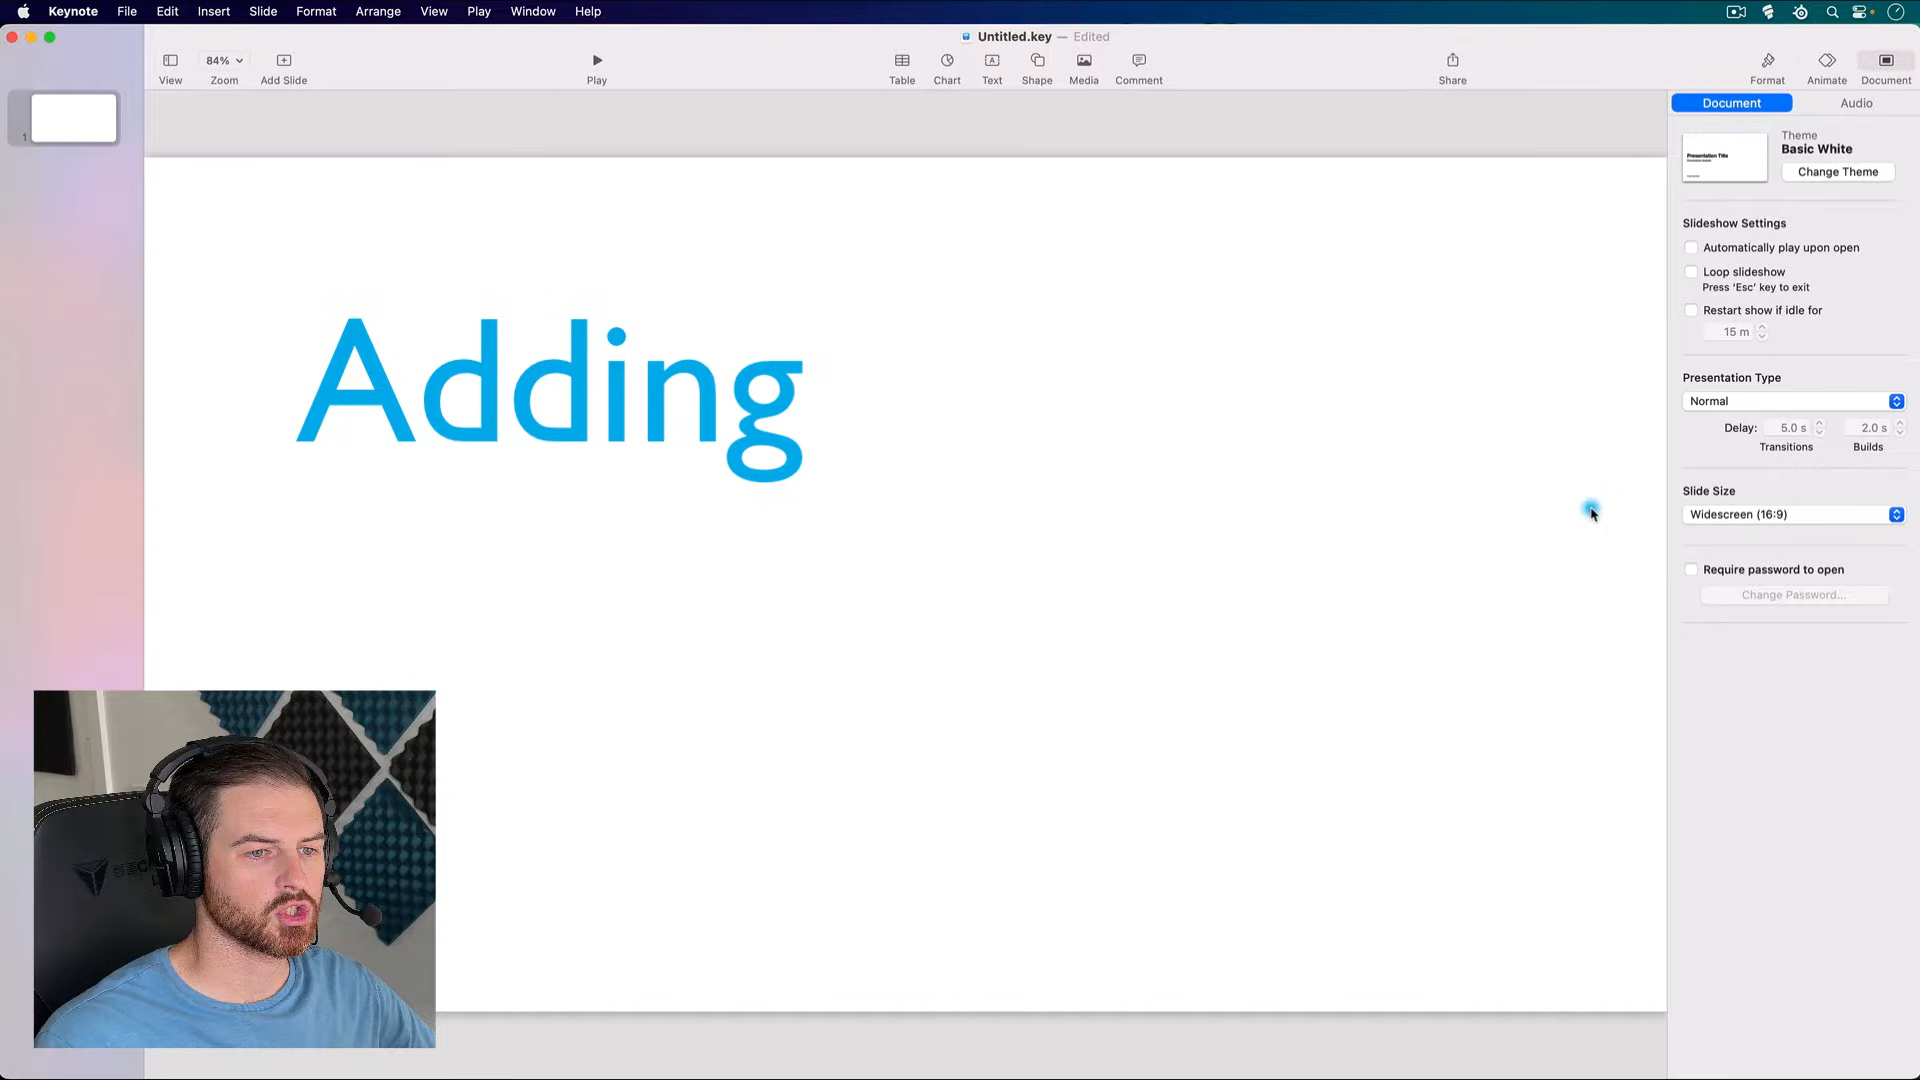 Keynote File Edit Insert Slide Format Arrange View Play Window Help
Untitled.key — Edited
84%
View Zoom Add Slide Play Table Chart Text Shape Media Comment Share Format Animate Document
Document Audio
1
Presentation Title
Theme
Basic White
Change Theme
Slideshow Settings
Automatically play upon open
Loop slideshow
Press ‘Esc’ key to exit
Restart show if idle for
15 m
Adding
Presentation Type
Normal
Delay: 5.0 s 2.0 s
Transitions Builds
Slide Size
Widescreen (16:9)
Require password to open
Change Password...